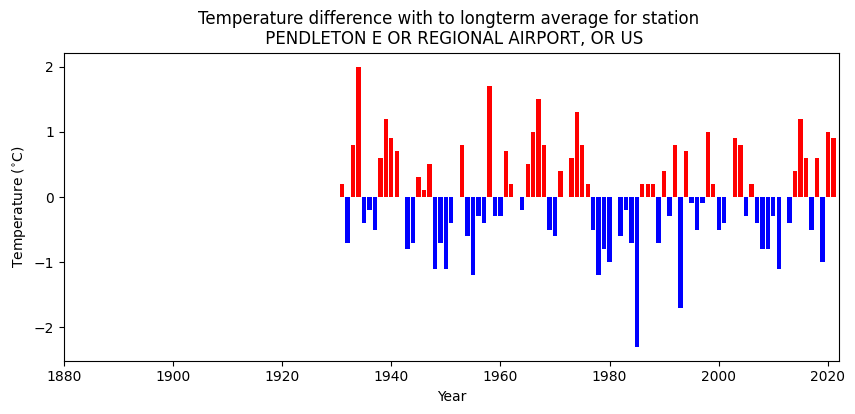 Temperature difference with to longterm average for station
PENDLETON E OR REGIONAL AIRPORT, OR US
2
1
0
−1
−2
Temperature (°C)
1880 1900 1920 1940 1960 1980 2000 2020
Year